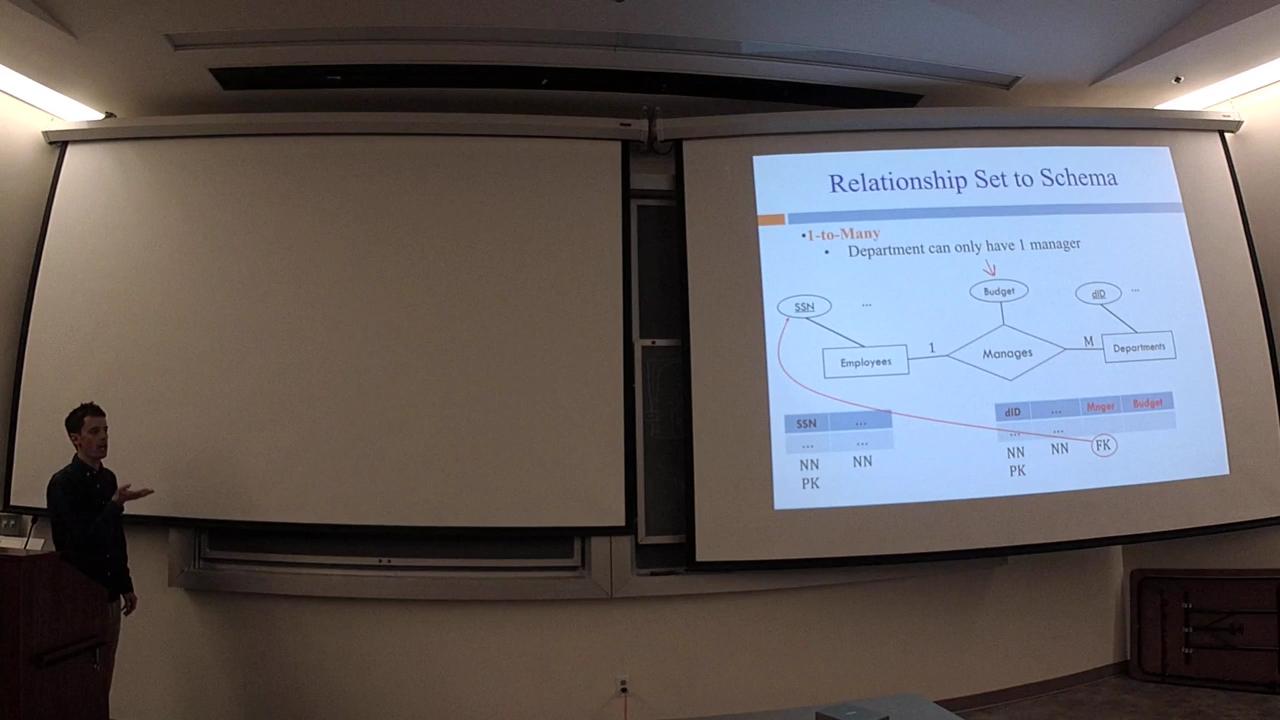 Relationship Set to Schema
•1-to-Many
• Department can only have 1 manager
Budget
SSN ...
dID ...
Employees 1 Manages M Departments
SSN ...
... ...
NN NN
PK
dID ... Mnger Budget
... ...
NN NN FK
PK